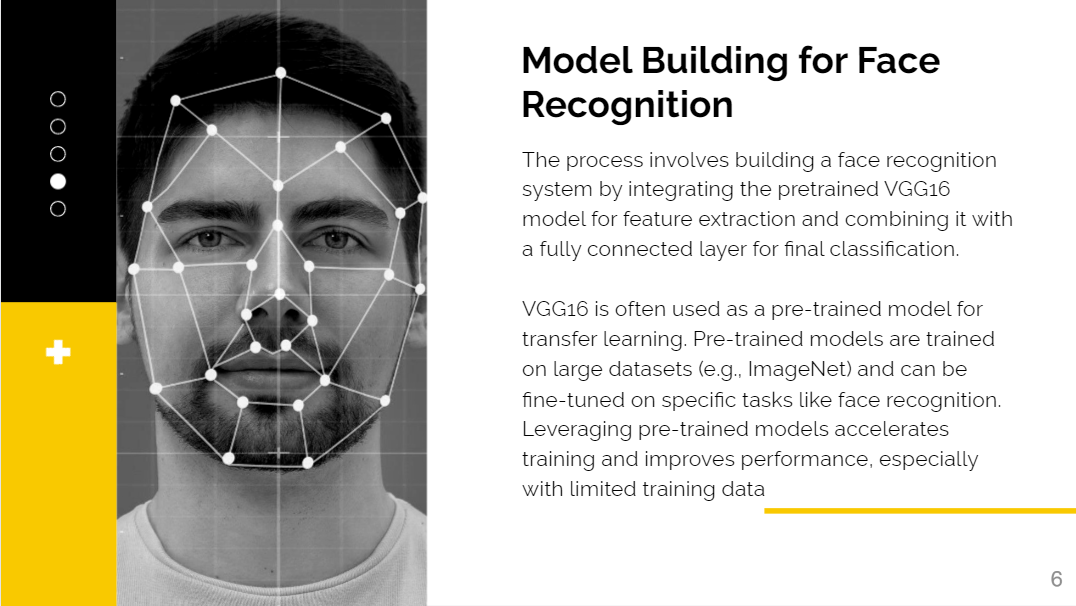 Model Building for Face
Recognition
The process involves building a face recognition
system by integrating the pretrained VGG16
model for feature extraction and combining it with
a fully connected layer for final classification.
VGG16 is often used as a pre-trained model for
transfer learning. Pre-trained models are trained
on large datasets (e.g., ImageNet) and can be
fine-tuned on specific tasks like face recognition.
Leveraging pre-trained models accelerates
training and improves performance, especially
with limited training data
6